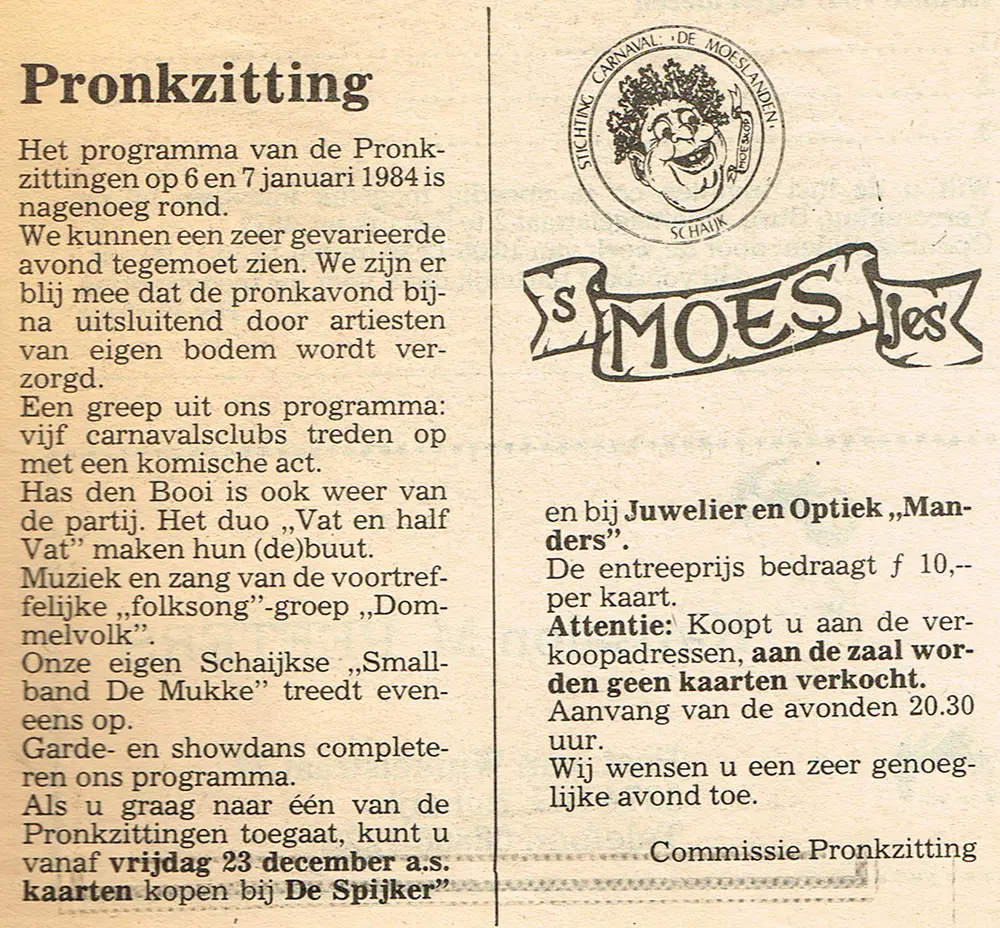 Pronkzitting
Het programma van de Pronk-
zittingen op 6 en 7 januari 1984 is
nagenoeg rond.
We kunnen een zeer gevarieerde
avond tegemoet zien. We zijn er
blij mee dat de pronkavond bij-
na uitsluitend door artiesten
van eigen bodem wordt ver-
zorgd.
Een greep uit ons programma:
vijf carnavalsclubs treden op
met een komische act.
Has den Booi is ook weer van
de partij. Het duo „Vat en half
Vat” maken hun (de)buut.
Muziek en zang van de voortref-
felijke „folksong”-groep „Dom-
melvolk”.
Onze eigen Schaijkse „Small-
band De Mukke” treedt even-
eens op.
Garde- en showdans complete-
ren ons programma.
Als u graag naar één van de
Pronkzittingen toegaat, kunt u
vanaf vrijdag 23 december a.s.
kaarten kopen bij De Spijker”
STICHTING CARNAVAL: ‚DE MOESLANDEN‚
MOESKOP
SCHAIJK
'S MOESjes
en bij Juwelier en Optiek „Man-
ders”.
De entreeprijs bedraagt ƒ 10,--
per kaart.
Attentie: Koopt u aan de ver-
koopadressen, aan de zaal wor-
den geen kaarten verkocht.
Aanvang van de avonden 20.30
uur.
Wij wensen u een zeer genoeg-
lijke avond toe.
Commissie Pronkzitting